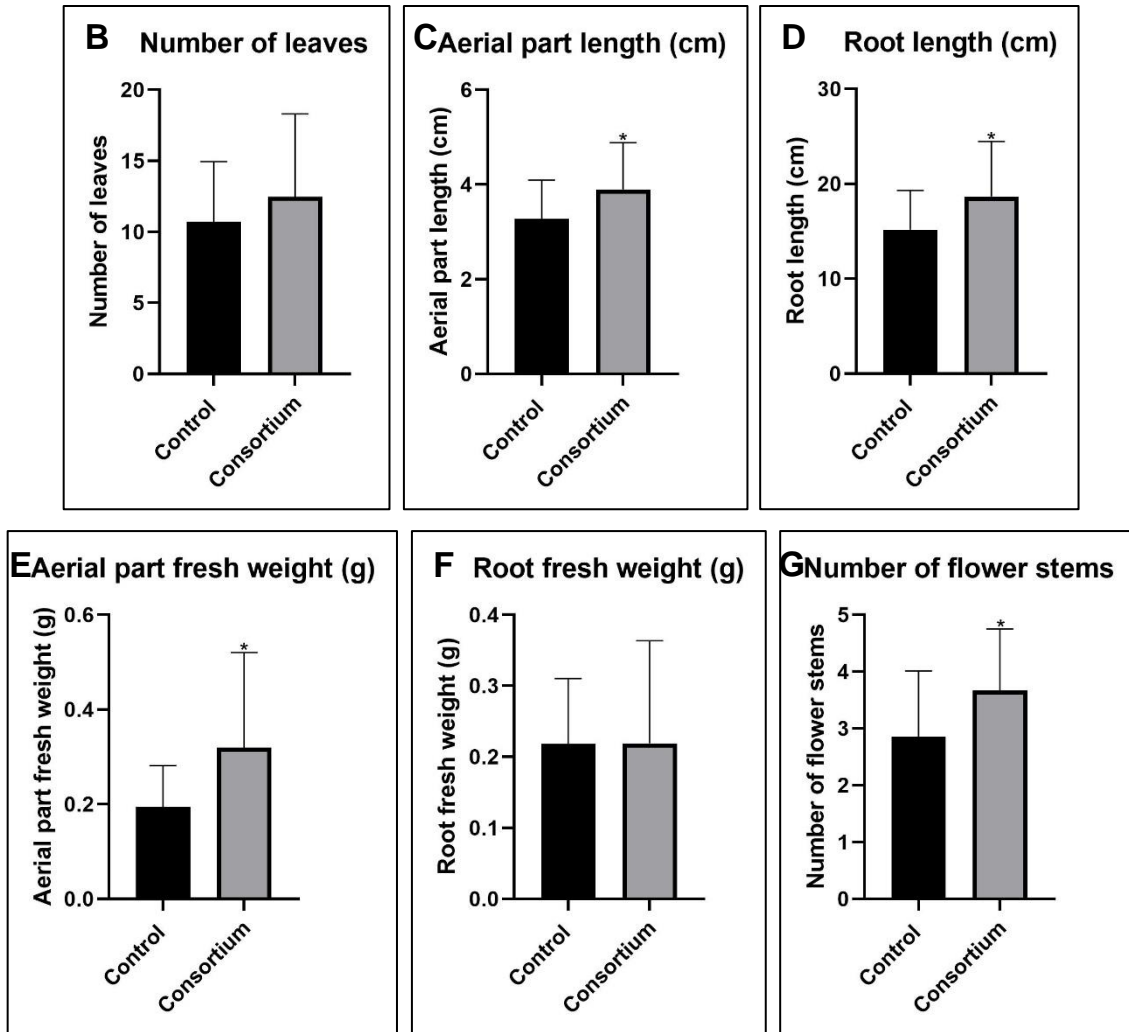 B Number of leaves
20
15
10
5
0
Number of leaves
Control
Consortium
C Aerial part length (cm)
6
4
2
0
Aerial part length (cm)
*
Control
Consortium
D Root length (cm)
30
20
10
0
Root length (cm)
*
Control
Consortium
E Aerial part fresh weight (g)
0.6
0.4
0.2
0.0
Aerial part fresh weight (g)
*
Control
Consortium
F Root fresh weight (g)
0.4
0.3
0.2
0.1
0.0
Root fresh weight (g)
Control
Consortium
G Number of flower stems
5
4
3
2
1
0
Number of flower stems
*
Control
Consortium